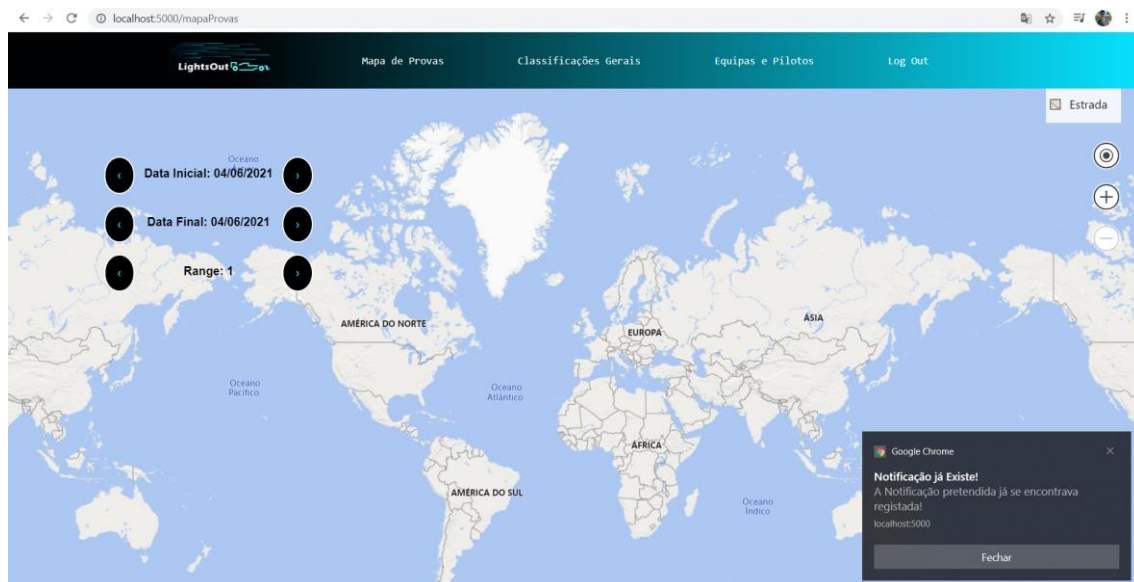 localhost:5000/mapaProvas
LightsOut
Mapa de Provas
Classificações Gerais
Equipas e Pilotos
Log Out
Estrada
Oceano
Data Inicial: 04/06/2021
Data Final: 04/06/2021
Range: 1
AMÉRICA DO NORTE
EUROPA
ÁSIA
Oceano
Pacífico
Oceano
Atlântico
ÁFRICA
AMÉRICA DO SUL
Oceano
Índico
Google Chrome
Notificação já Existe!
A Notificação pretendida já se encontrava
registada!
localhost:5000
Fechar